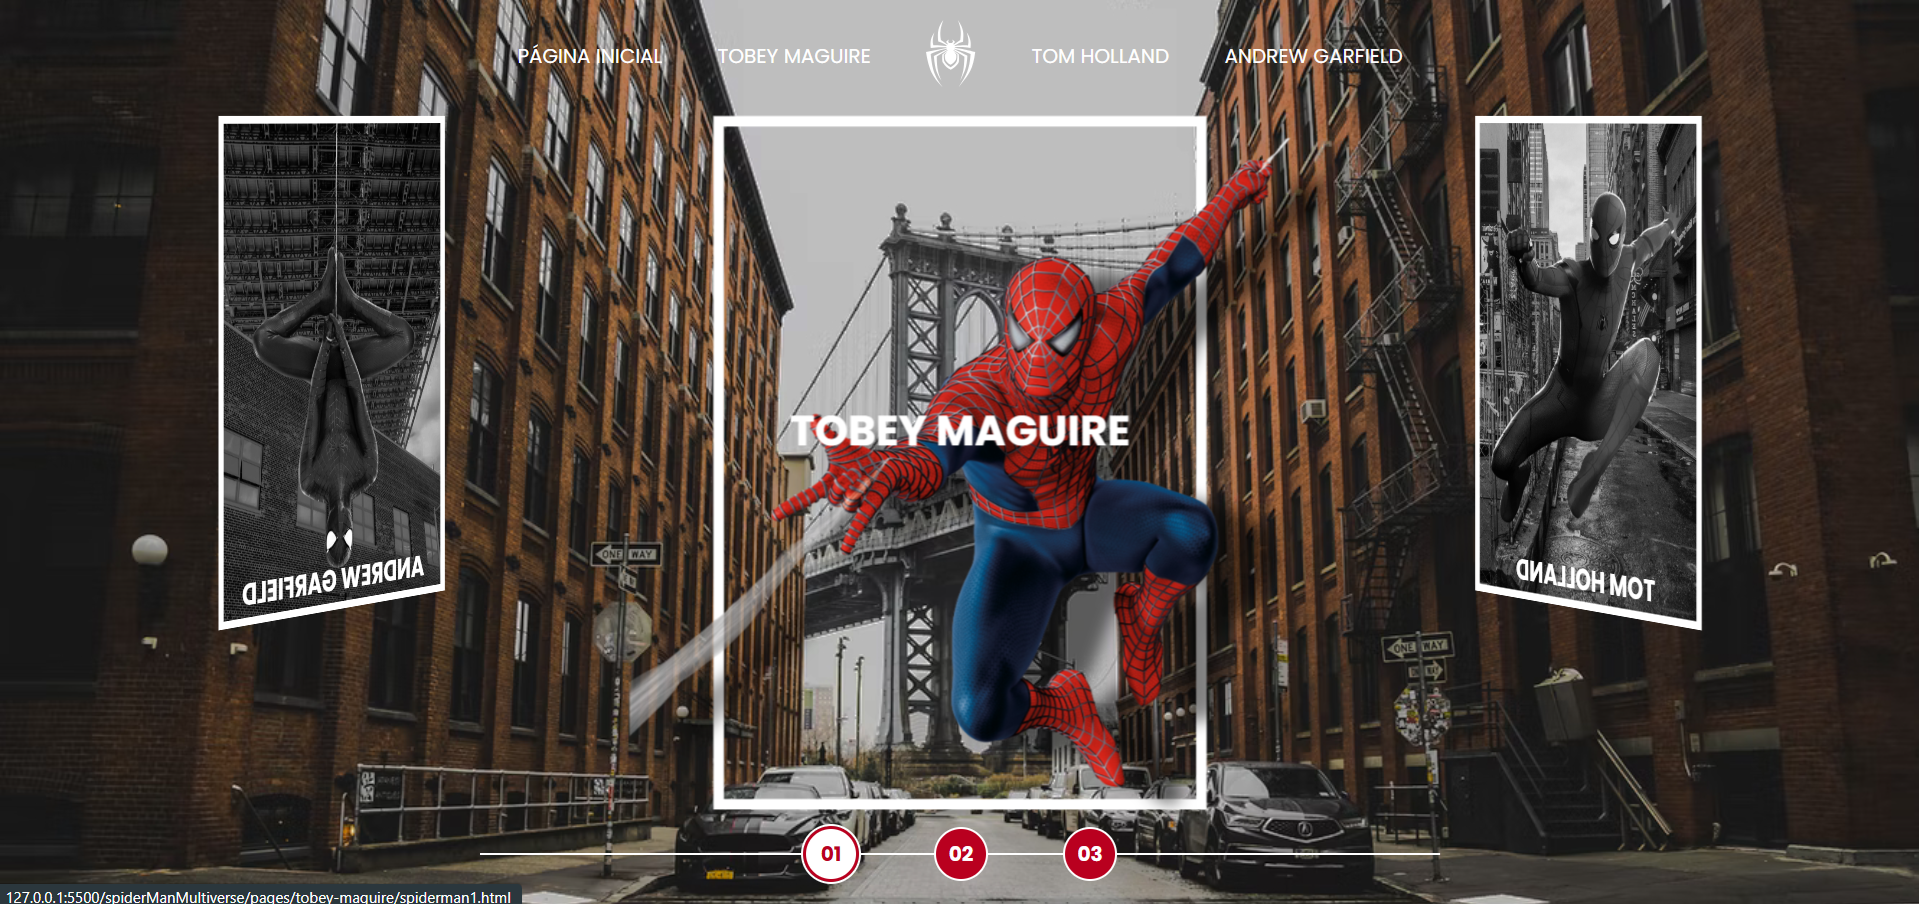 PÁGINA INICIAL
TOBEY MAGUIRE
TOM HOLLAND
ANDREW GARFIELD
TOBEY MAGUIRE
ONE WAY
ANDREW GARFIELD
TOM HOLLAND
ONE WAY
01
02
03
127.0.0.1:5500/spiderManMultiverse/pages/tobey-maguire/spiderman1.html